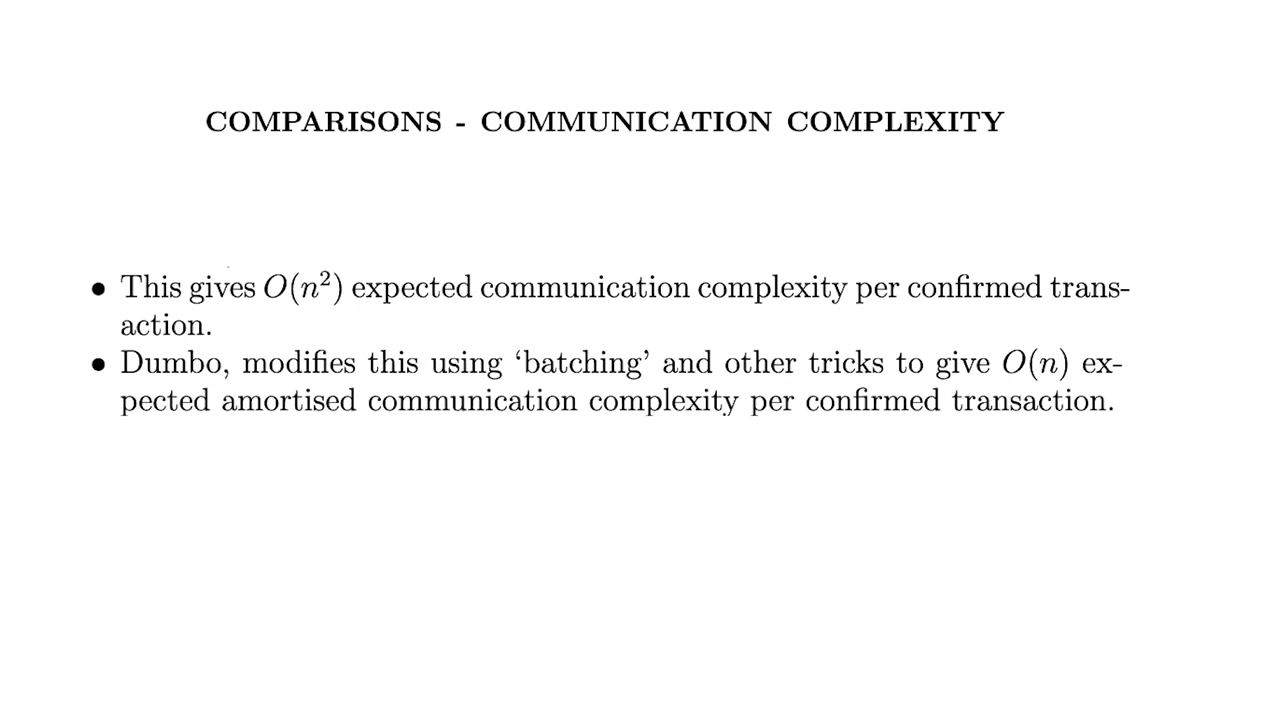 COMPARISONS - COMMUNICATION COMPLEXITY
• This gives O(n²) expected communication complexity per confirmed trans-
action.
• Dumbo, modifies this using ‘batching’ and other tricks to give O(n) ex-
pected amortised communication complexity per confirmed transaction.